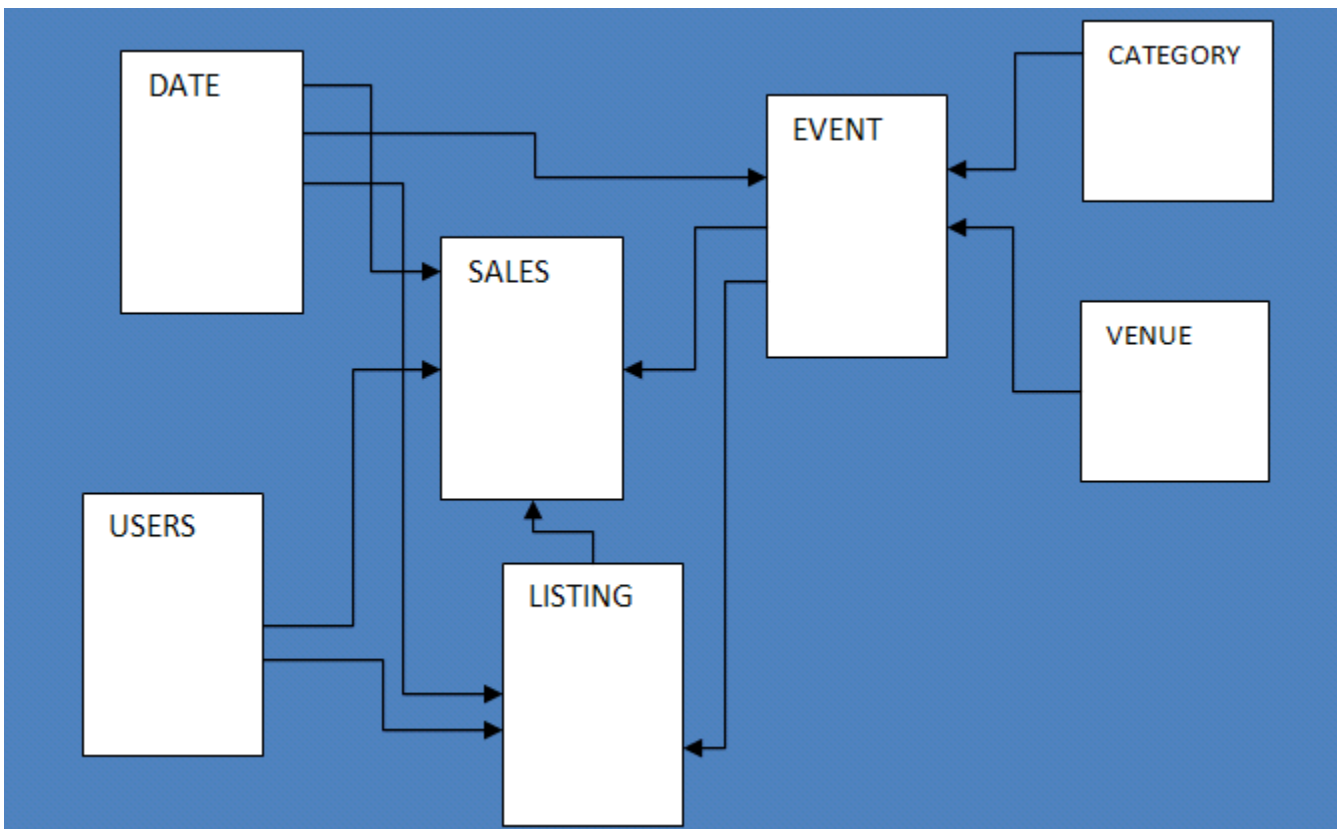 DATE
CATEGORY
EVENT
SALES
VENUE
USERS
LISTING